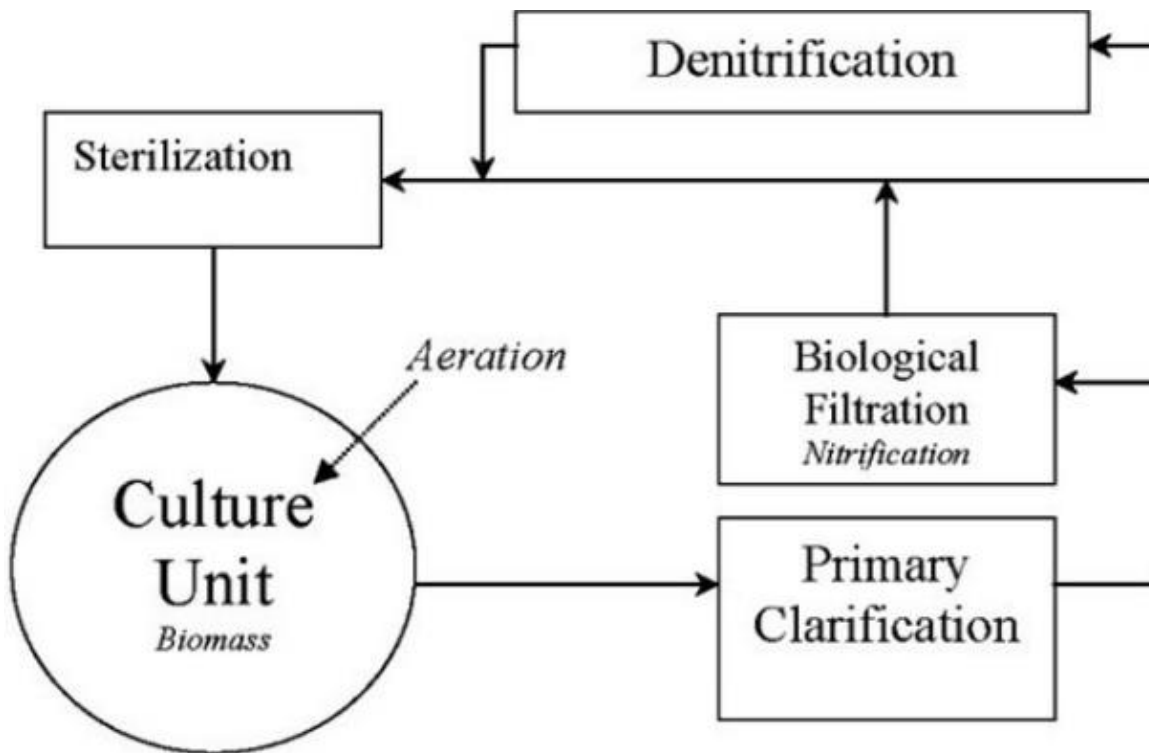 Denitrification
Sterilization
Aeration
Biological
Filtration
Nitrification
Culture
Unit
Biomass
Primary
Clarification